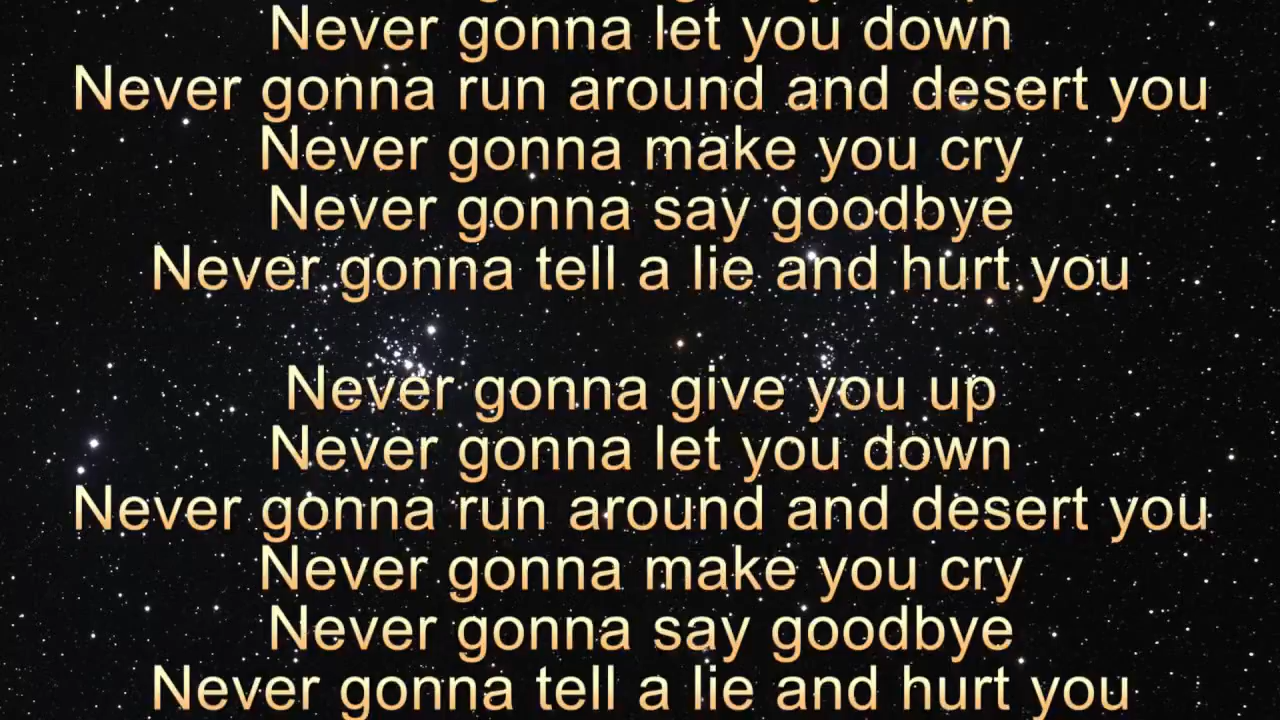 Never gonna let you down
Never gonna run around and desert you
Never gonna make you cry
Never gonna say goodbye
Never gonna tell a lie and hurt you
Never gonna give you up
Never gonna let you down
Never gonna run around and desert you
Never gonna make you cry
Never gonna say goodbye
Never gonna tell a lie and hurt you